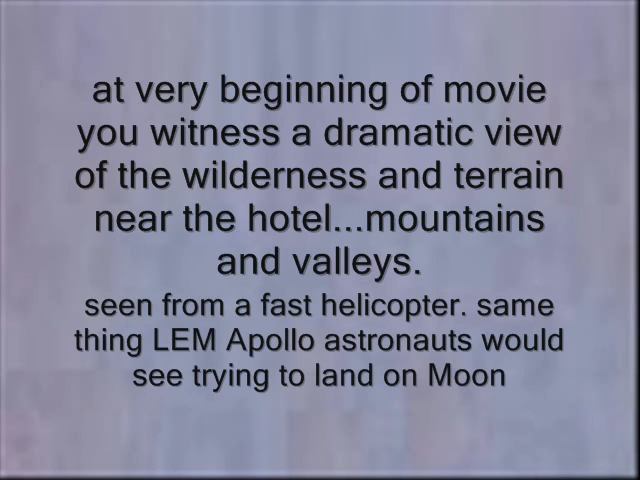 at very beginning of movie
you witness a dramatic view
of the wilderness and terrain
near the hotel...mountains
and valleys.
seen from a fast helicopter. same
thing LEM Apollo astronauts would
see trying to land on Moon